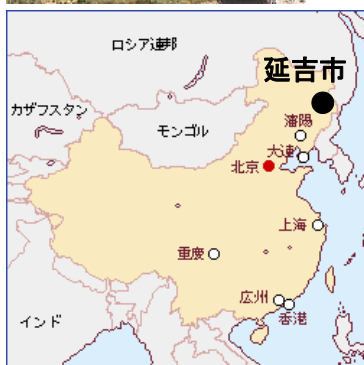 ロシア連邦
延吉市
カザフスタン
モンゴル
瀋陽
大連
北京
上海
重慶
広州
香港
インド